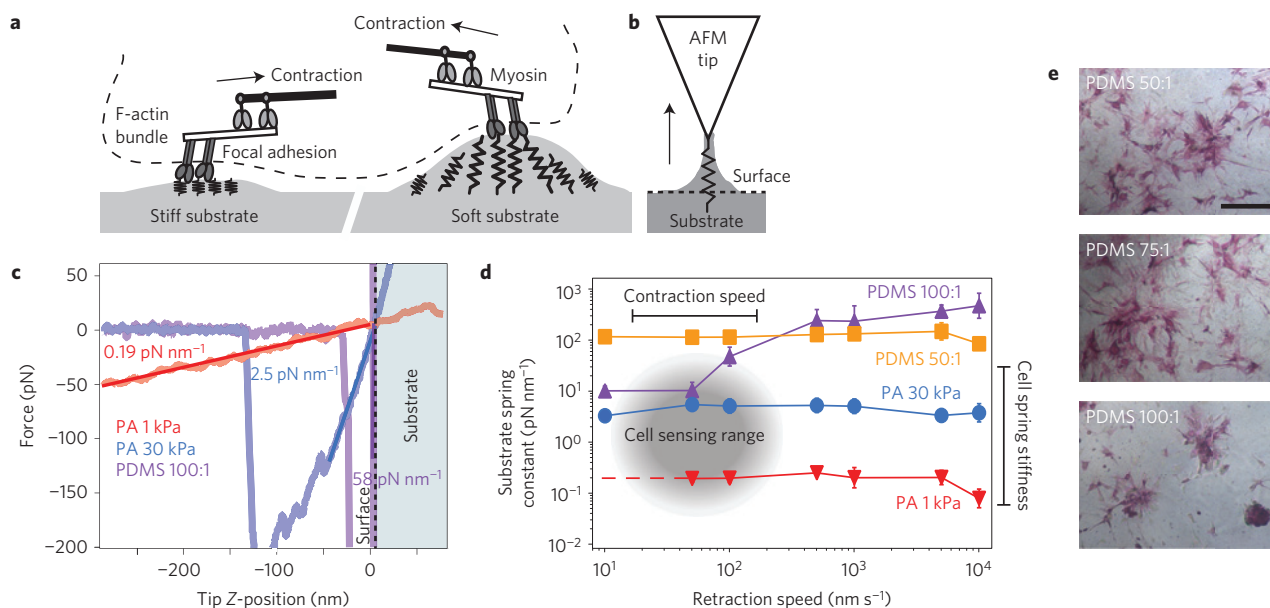 a
Contraction
Contraction
Myosin
F-actin
bundle
Focal adhesion
Stiff substrate
Soft substrate
b
AFM
tip
Surface
Substrate
c
Force (pN)
50
0
−50
−100
−150
−200
0.19 pN nm⁻¹
2.5 pN nm⁻¹
58 pN nm⁻¹
PA 1 kPa
PA 30 kPa
PDMS 100:1
Surface
Substrate
−200
−100
0
Tip Z-position (nm)
d
Substrate spring
constant (pN nm⁻¹)
10³
10²
10¹
10⁰
10⁻¹
10⁻²
Contraction speed
PDMS 100:1
PDMS 50:1
PA 30 kPa
Cell sensing range
PA 1 kPa
Cell spring stiffness
10¹
10²
10³
10⁴
Retraction speed (nm s⁻¹)
e
PDMS 50:1
PDMS 75:1
PDMS 100:1